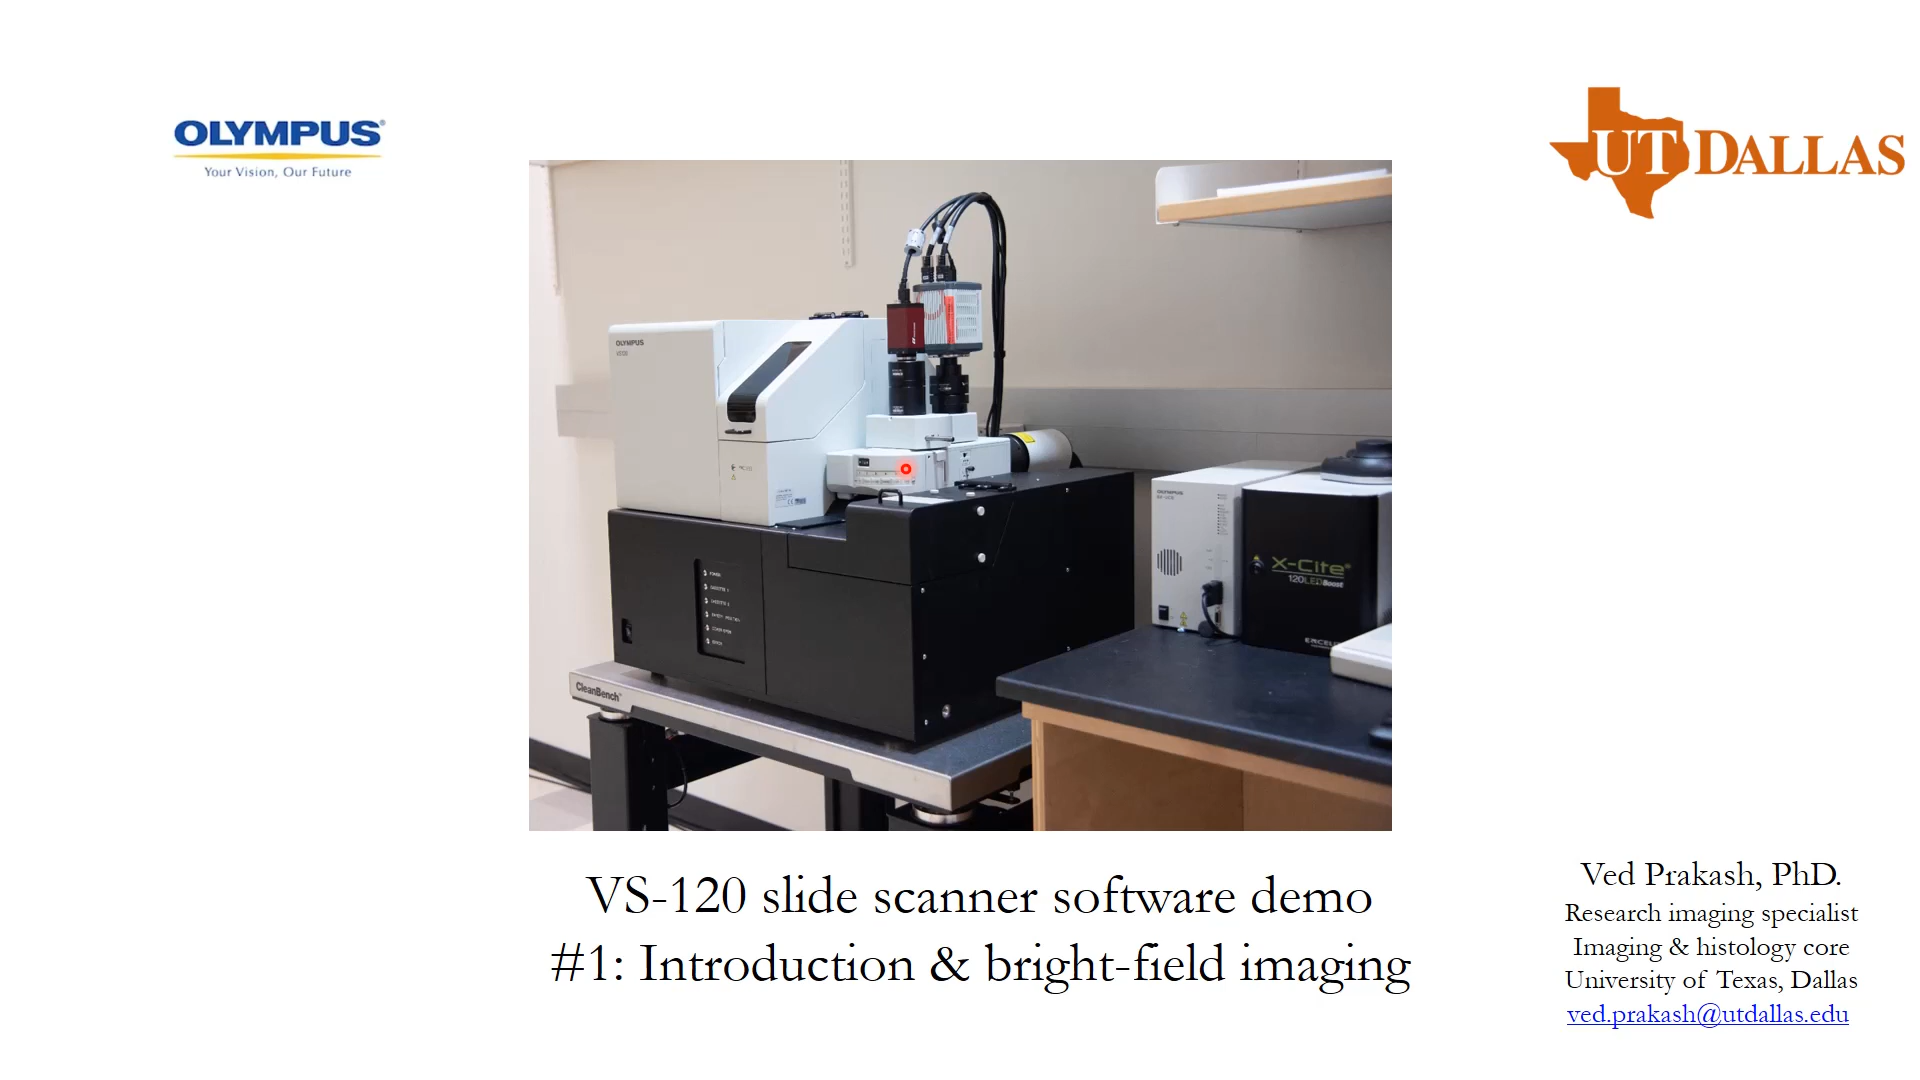 OLYMPUS®
Your Vision, Our Future
UT DALLAS
OLYMPUS
CleanBench
OLYMPUS
X-Cite®
120LEDBoost
POWER
VS-120 slide scanner software demo
#1: Introduction & bright-field imaging
Ved Prakash, PhD.
Research imaging specialist
Imaging & histology core
University of Texas, Dallas
ved.prakash@utdallas.edu